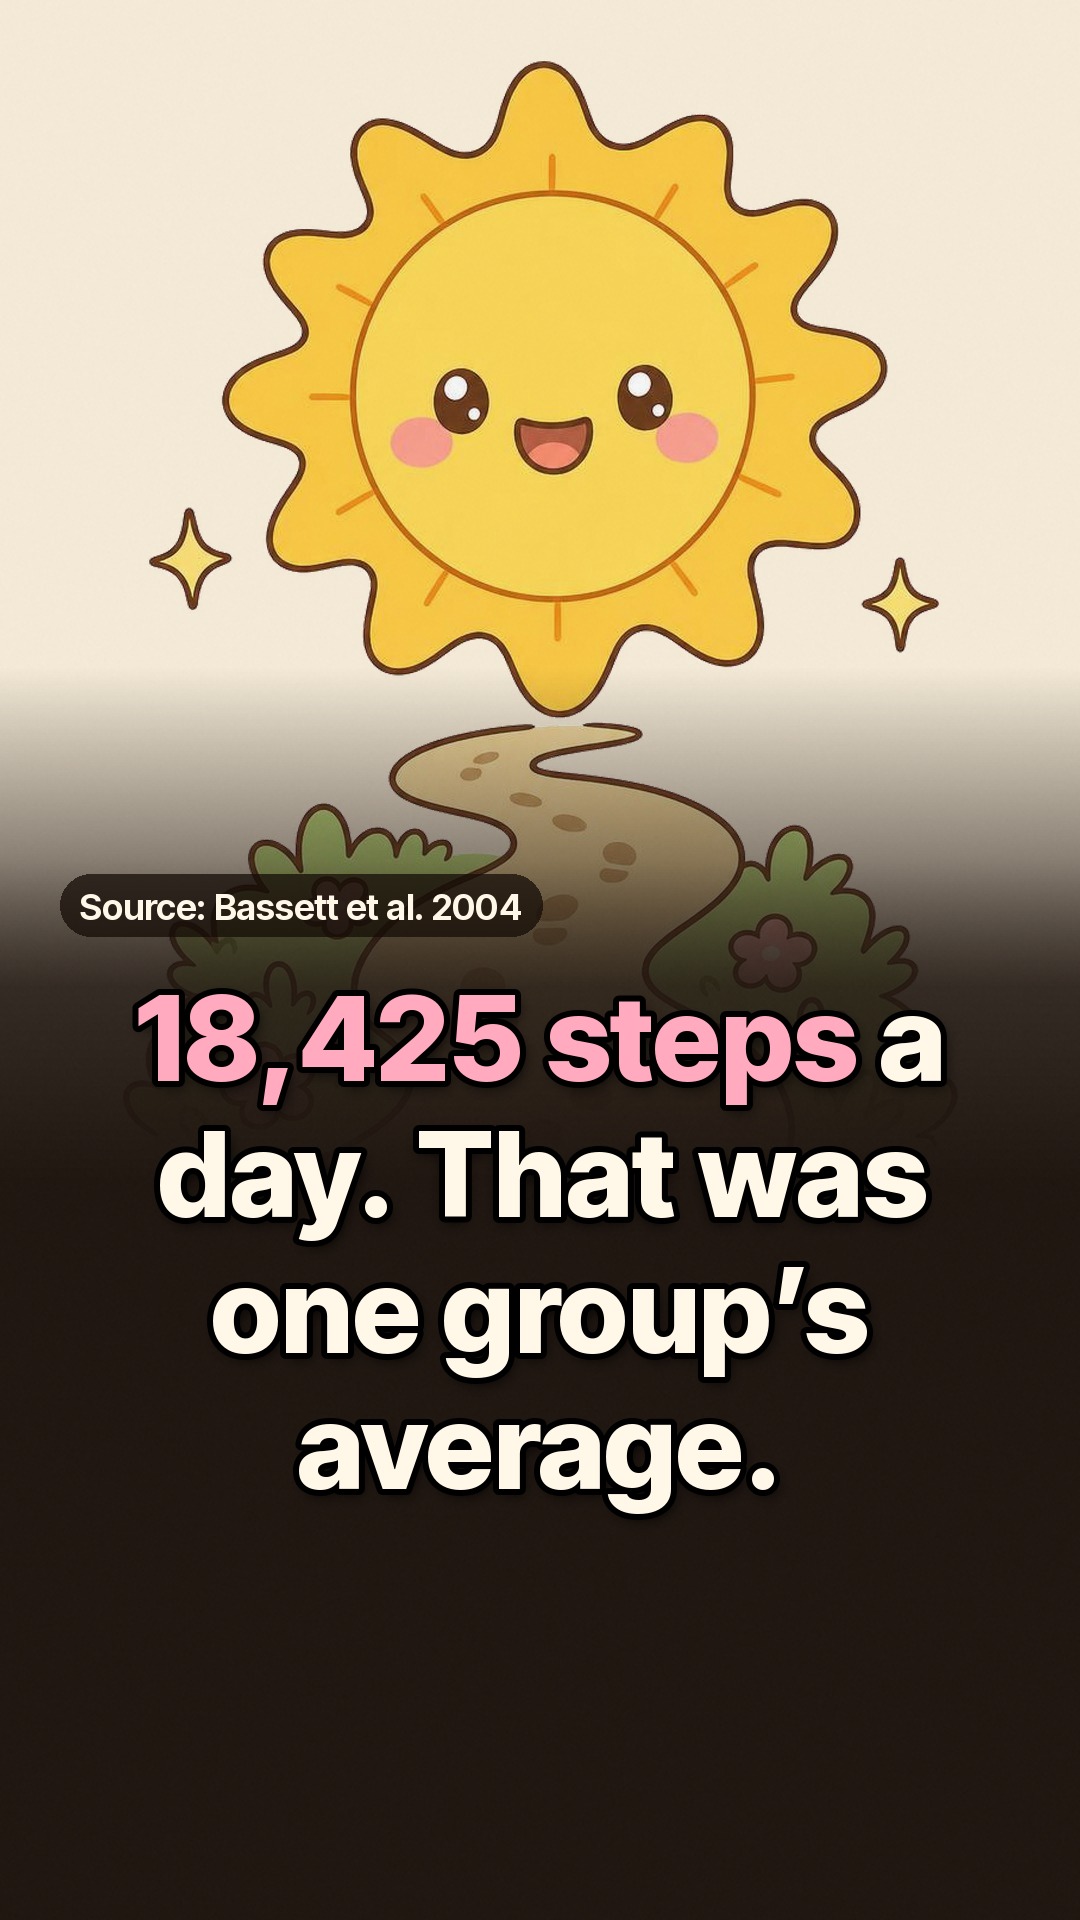 Source: Bassett et al. 2004
18,425 steps a
day. That was
one group’s
average.